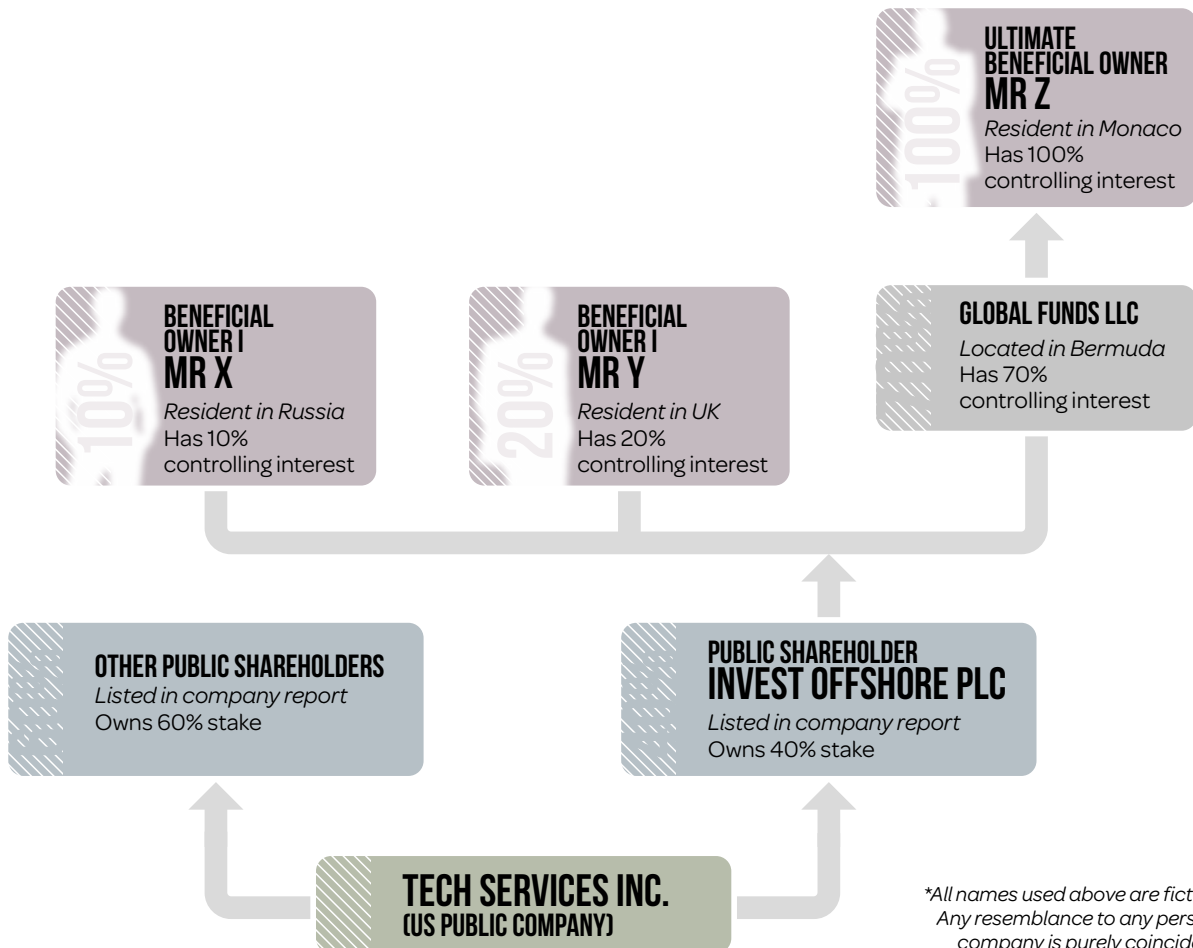 ULTIMATE
BENEFICIAL OWNER
MR Z
Resident in Monaco
Has 100%
controlling interest
100%
BENEFICIAL
OWNER I
MR X
Resident in Russia
Has 10%
controlling interest
10%
BENEFICIAL
OWNER I
MR Y
Resident in UK
Has 20%
controlling interest
20%
GLOBAL FUNDS LLC
Located in Bermuda
Has 70%
controlling interest
OTHER PUBLIC SHAREHOLDERS
Listed in company report
Owns 60% stake
PUBLIC SHAREHOLDER
INVEST OFFSHORE PLC
Listed in company report
Owns 40% stake
TECH SERVICES INC.
(US PUBLIC COMPANY)
*All names used above are fict
Any resemblance to any pers
company is purely coincide